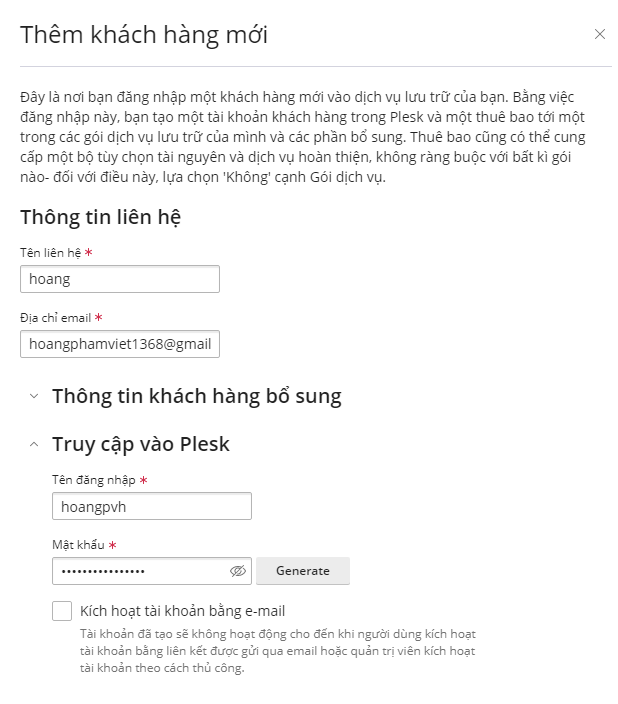 Thêm khách hàng mới
Đây là nơi bạn đăng nhập một khách hàng mới vào dịch vụ lưu trữ của bạn. Bằng việc
đăng nhập này, bạn tạo một tài khoản khách hàng trong Plesk và một thuê bao tới một
trong các gói dịch vụ lưu trữ của mình và các phần bổ sung. Thuê bao cũng có thể cung
cấp một bộ tùy chọn tài nguyên và dịch vụ hoàn thiện, không ràng buộc với bất kì gói
nào- đối với điều này, lựa chọn 'Không' cạnh Gói dịch vụ.
Thông tin liên hệ
Tên liên hệ *
hoang
Địa chỉ email *
hoangphamviet1368@gmail
Thông tin khách hàng bổ sung
Truy cập vào Plesk
Tên đăng nhập *
hoangpvh
Mật khẩu *
•••••••••••••••• Generate
Kích hoạt tài khoản bằng e-mail
Tài khoản đã tạo sẽ không hoạt động cho đến khi người dùng kích hoạt
tài khoản bằng liên kết được gửi qua email hoặc quản trị viên kích hoạt
tài khoản theo cách thủ công.